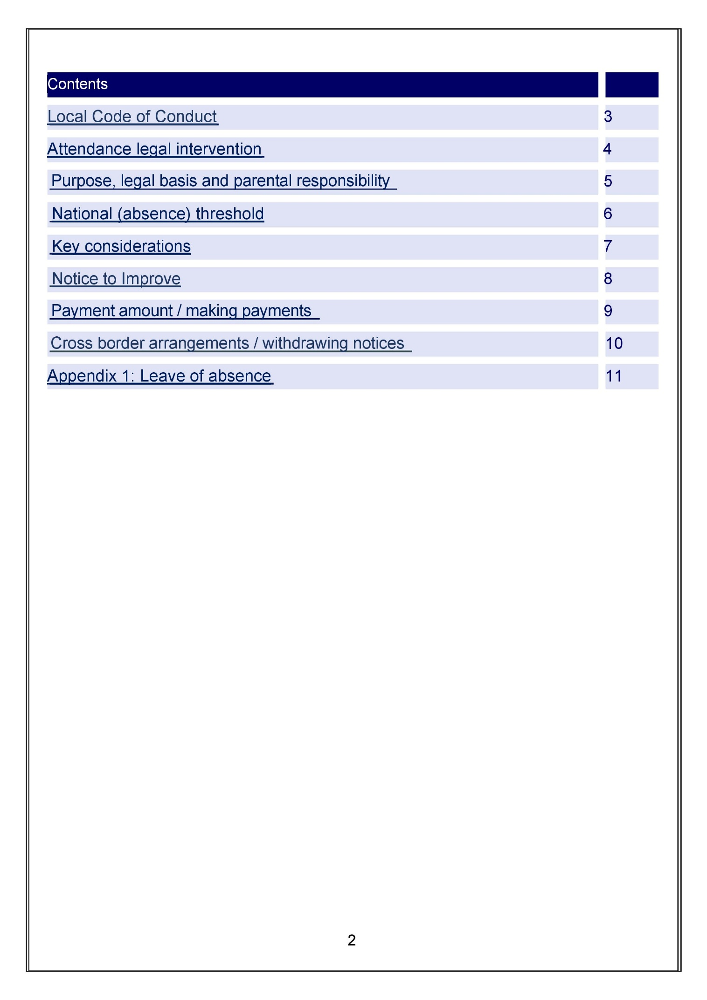 Contents
Local Code of Conduct 3
Attendance legal intervention 4
Purpose, legal basis and parental responsibility 5
National (absence) threshold 6
Key considerations 7
Notice to Improve 8
Payment amount / making payments 9
Cross border arrangements / withdrawing notices 10
Appendix 1: Leave of absence 11
2